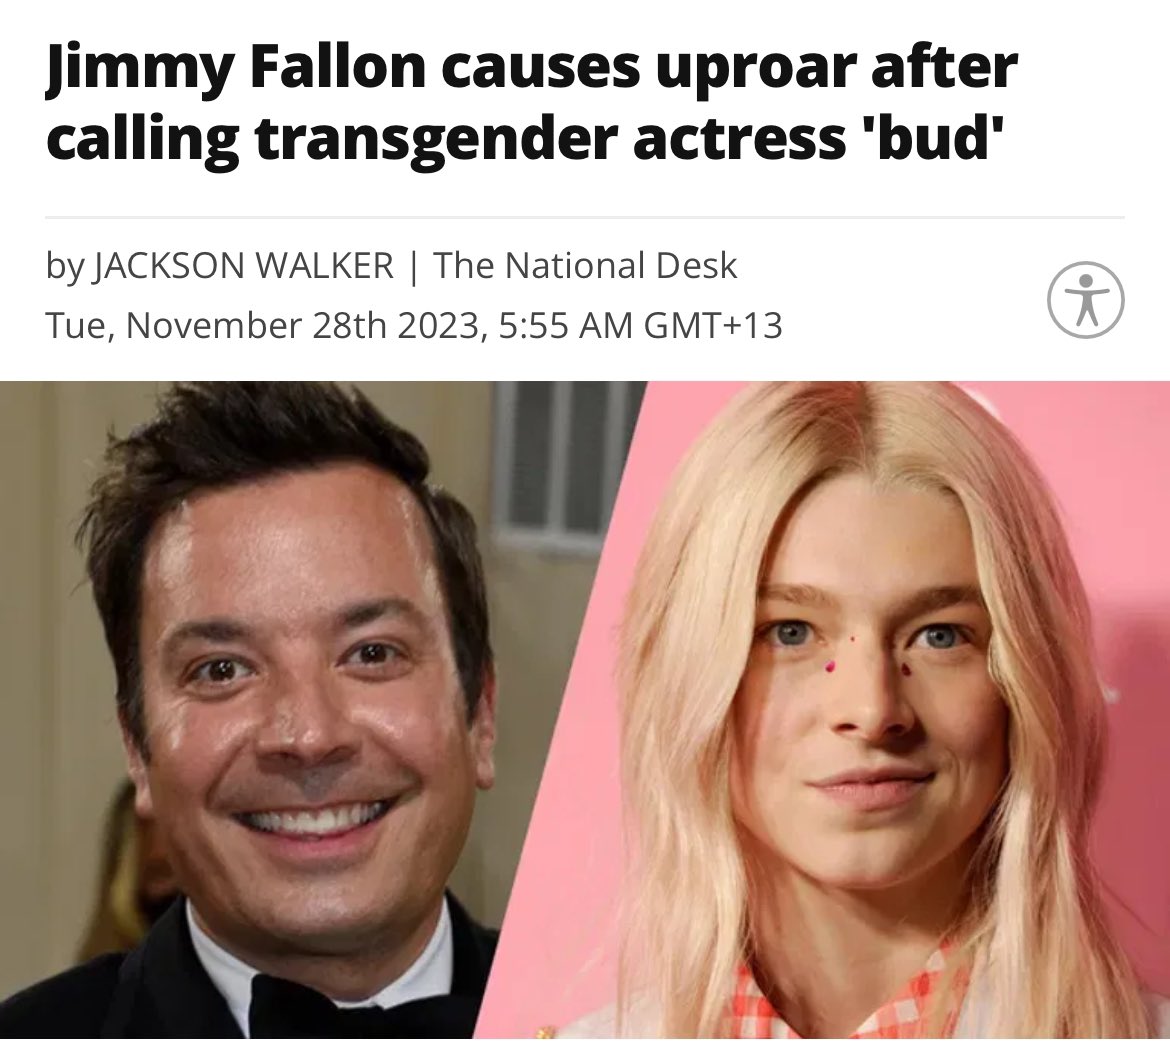 Jimmy Fallon causes uproar after
calling transgender actress 'bud'
by JACKSON WALKER | The National Desk
Tue, November 28th 2023, 5:55 AM GMT+13